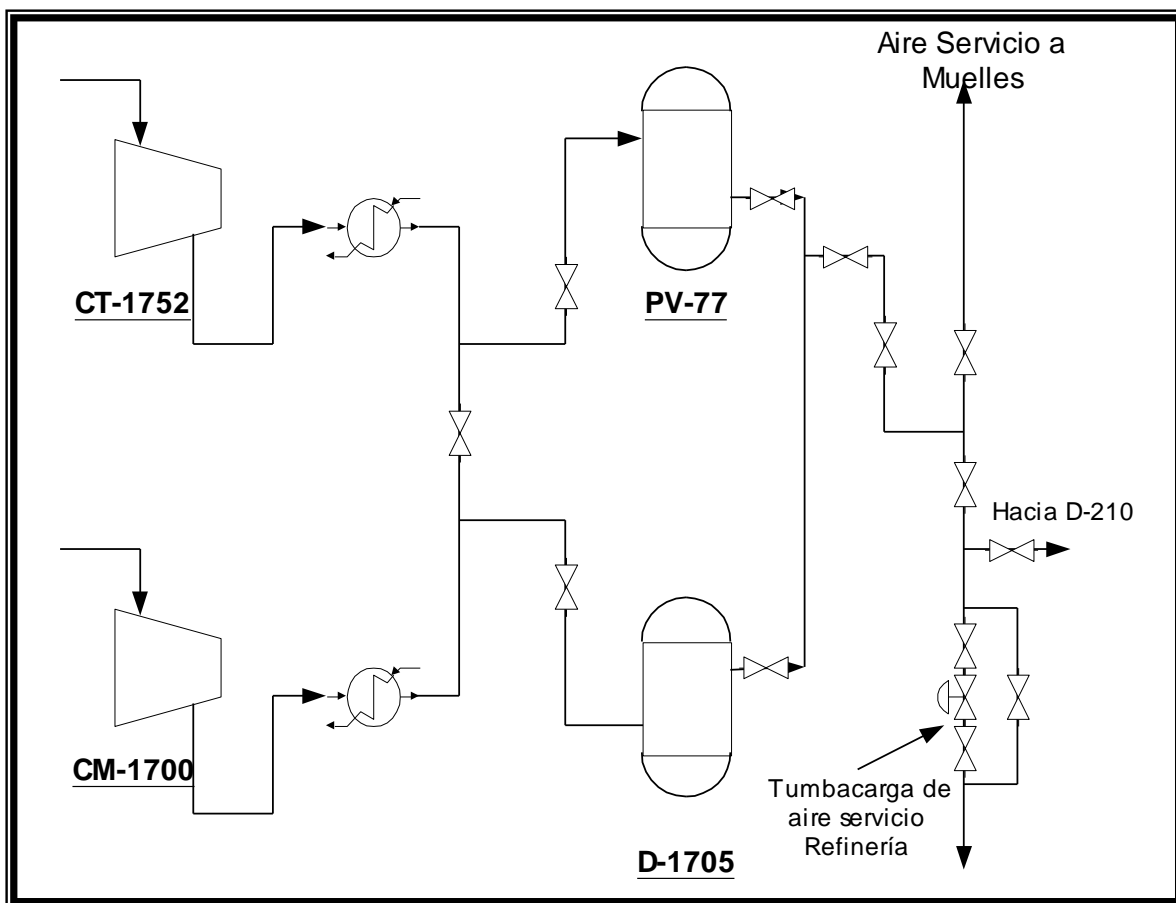 Aire Servicio a
Muelles
CT-1752
PV-77
Hacia D-210
CM-1700
Tumbacarga de
aire servicio
Refinería
D-1705